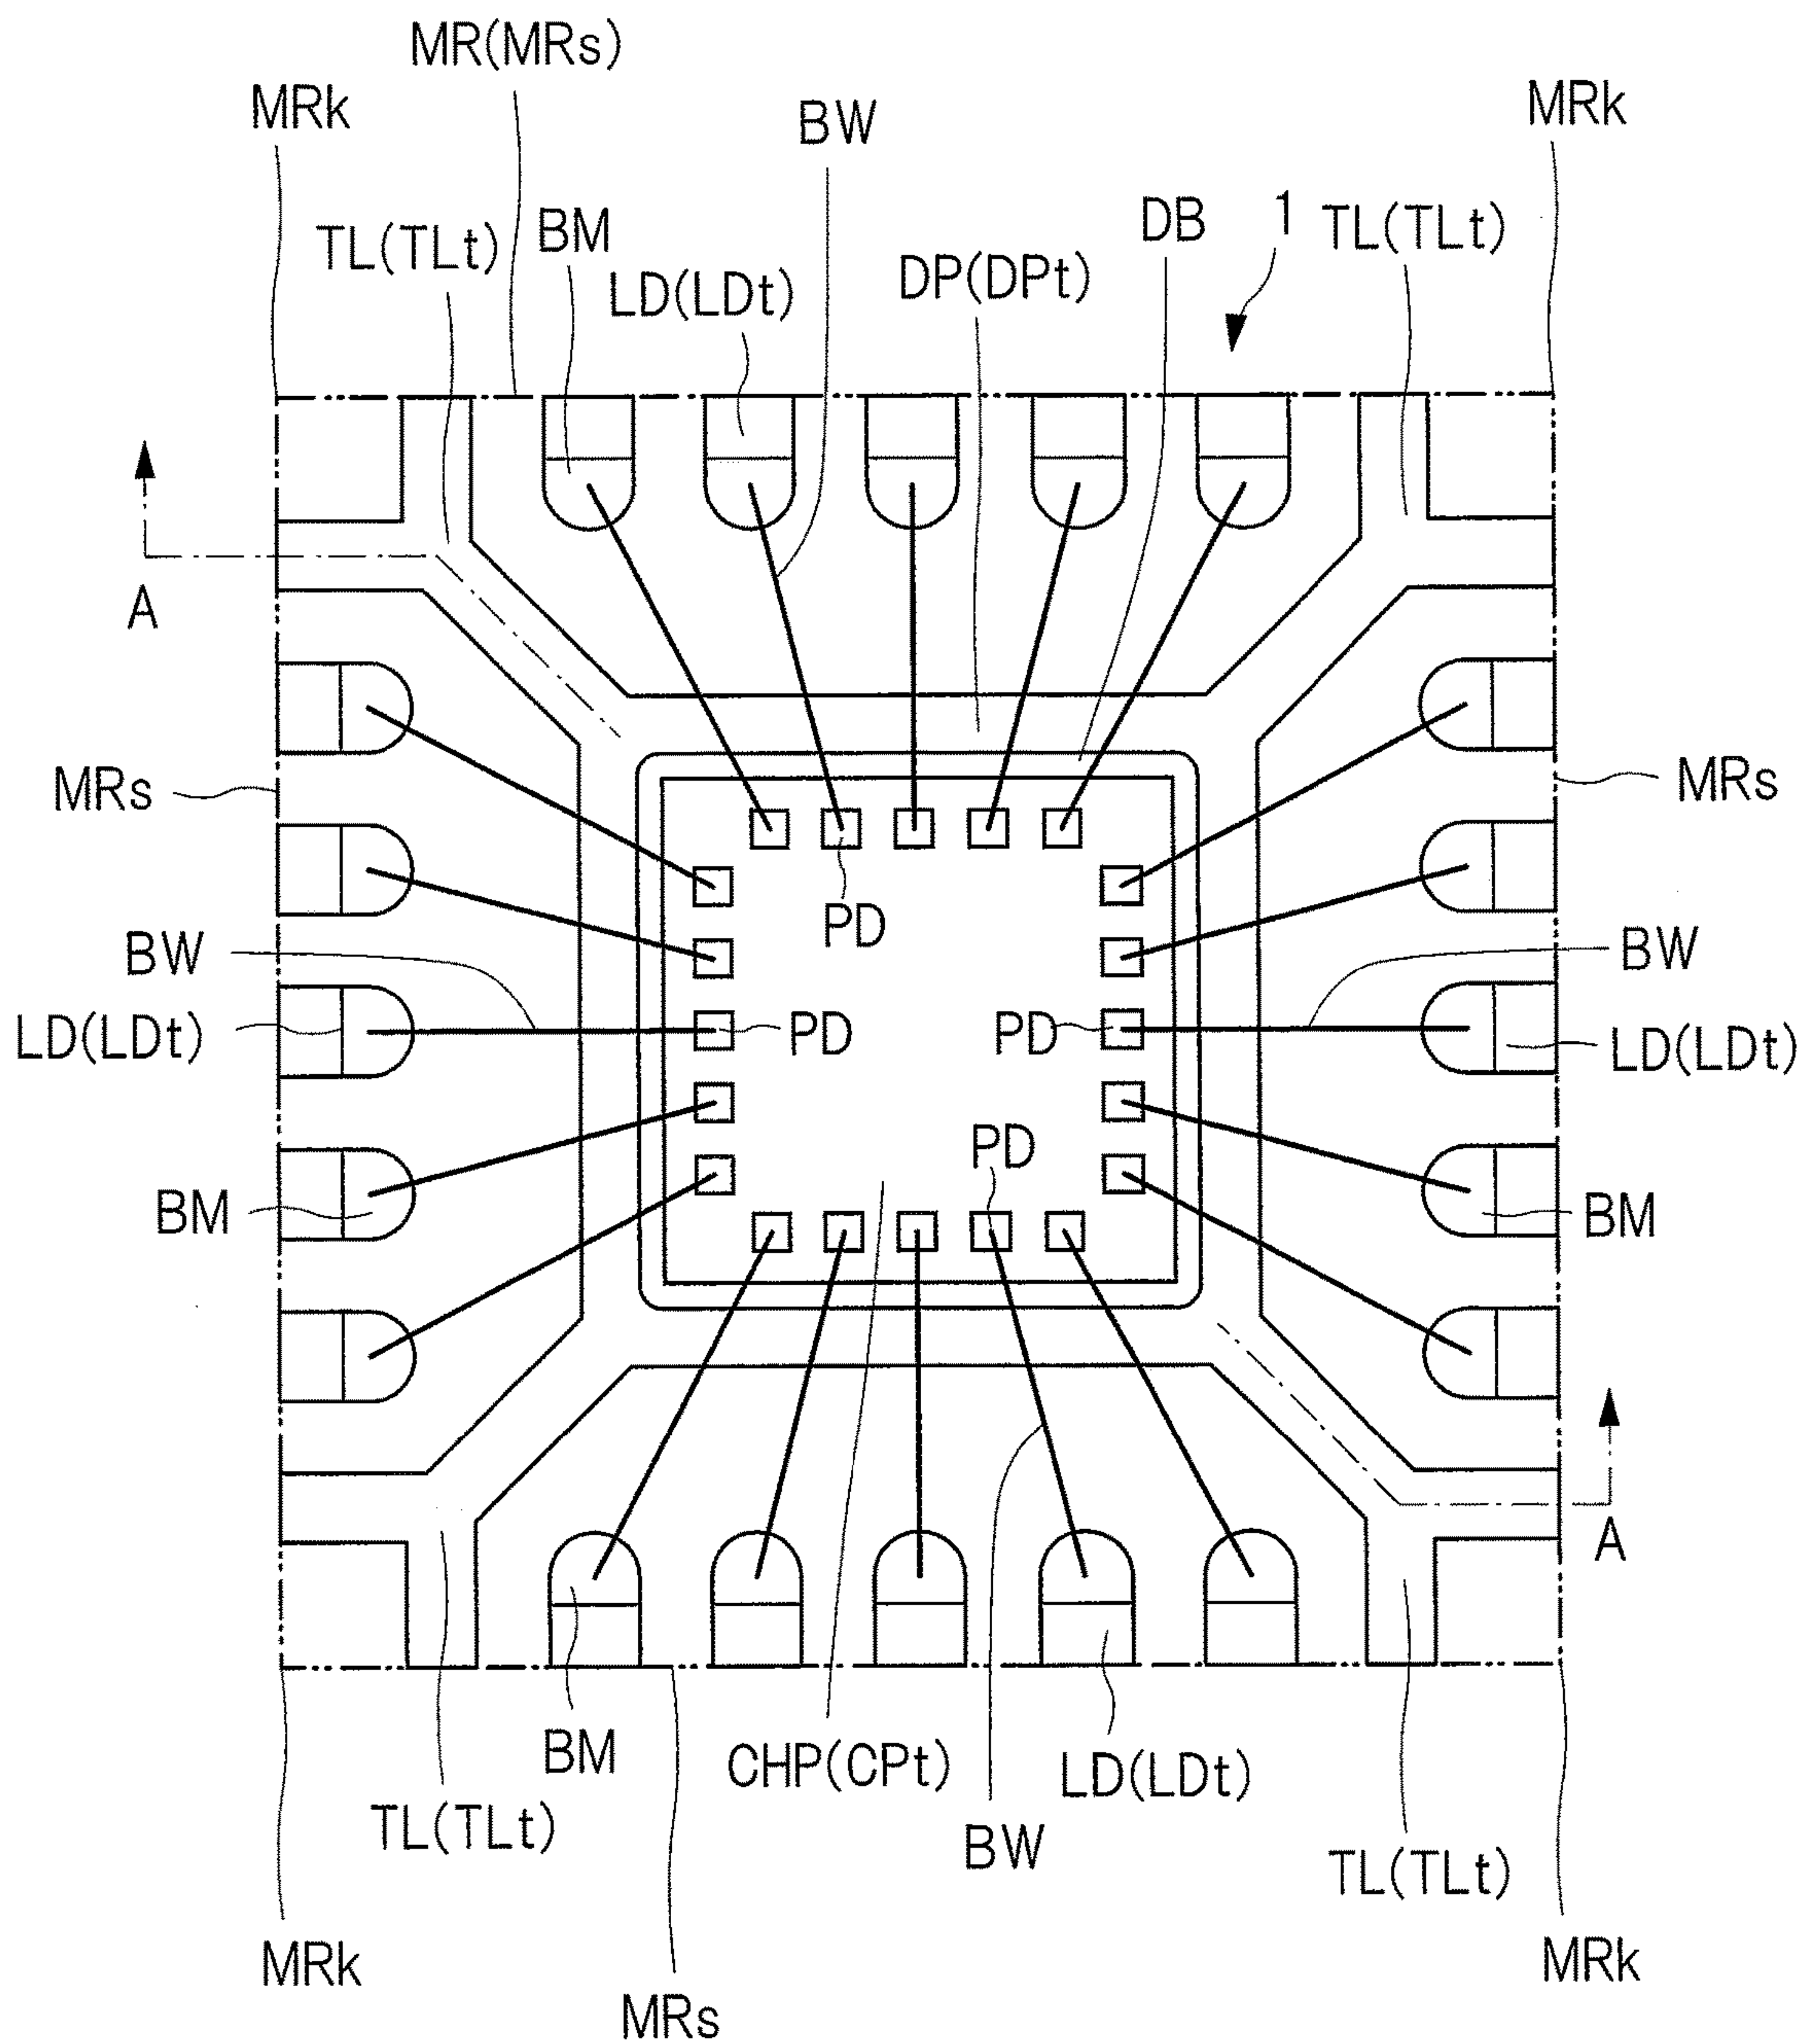 MR(MRs)
MRk
BW
MRk
TL(TLt)
BM
LD(LDt)
DP(DPt)
DB
1
TL(TLt)
A
MRs
MRs
PD
BW
BW
LD(LDt)
PD
PD
LD(LDt)
PD
BM
BM
A
BM
CHP(CPt)
LD(LDt)
TL(TLt)
BW
TL(TLt)
MRk
MRk
MRs